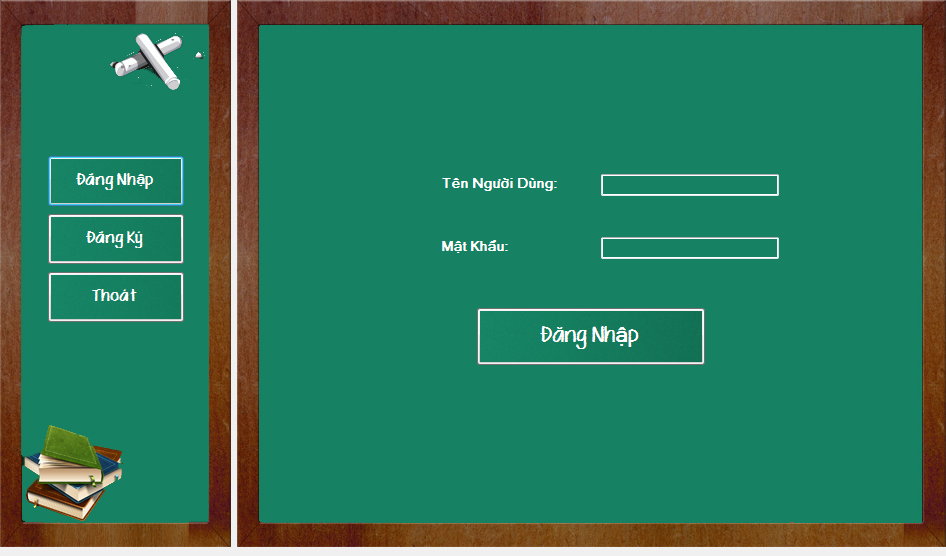 Đăng Nhập
Đăng Ký
Thoát
Tên Người Dùng:
Mật Khẩu:
Đăng Nhập